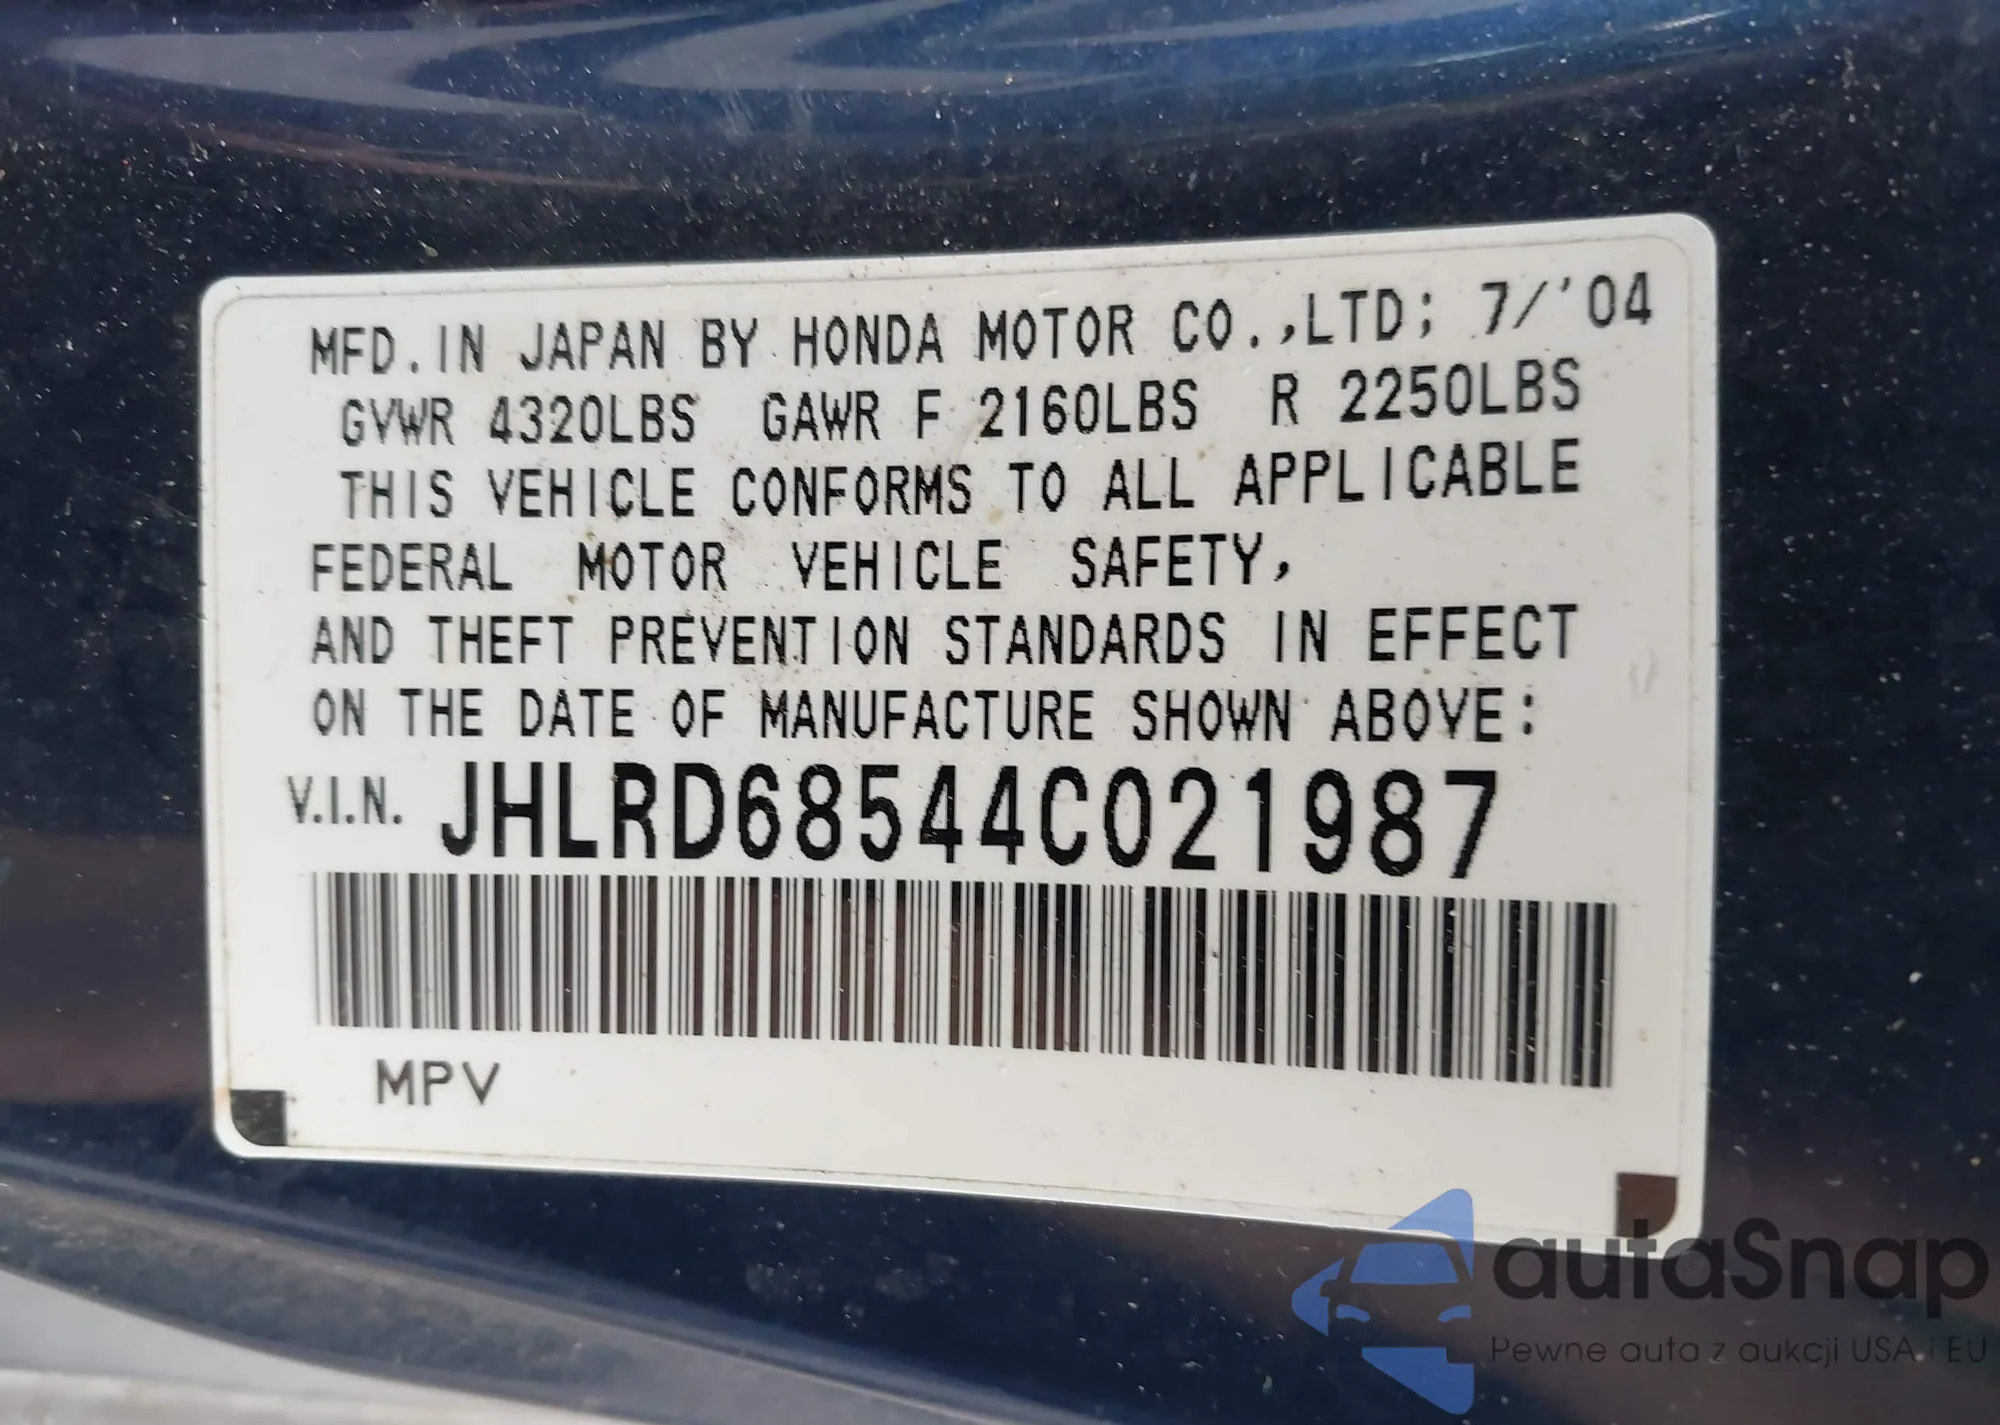 MFD. IN JAPAN BY HONDA MOTOR CO.,LTD; 7/'04
GVWR 4320LBS GAWR F 2160LBS R 2250LBS
THIS VEHICLE CONFORMS TO ALL APPLICABLE
FEDERAL MOTOR VEHICLE SAFETY,
AND THEFT PREVENTION STANDARDS IN EFFECT
ON THE DATE OF MANUFACTURE SHOWN ABOVE:
V.I.N. JHLRD68544C021987
MPV
autaSnap
Pewne auta z aukcji USA i EU